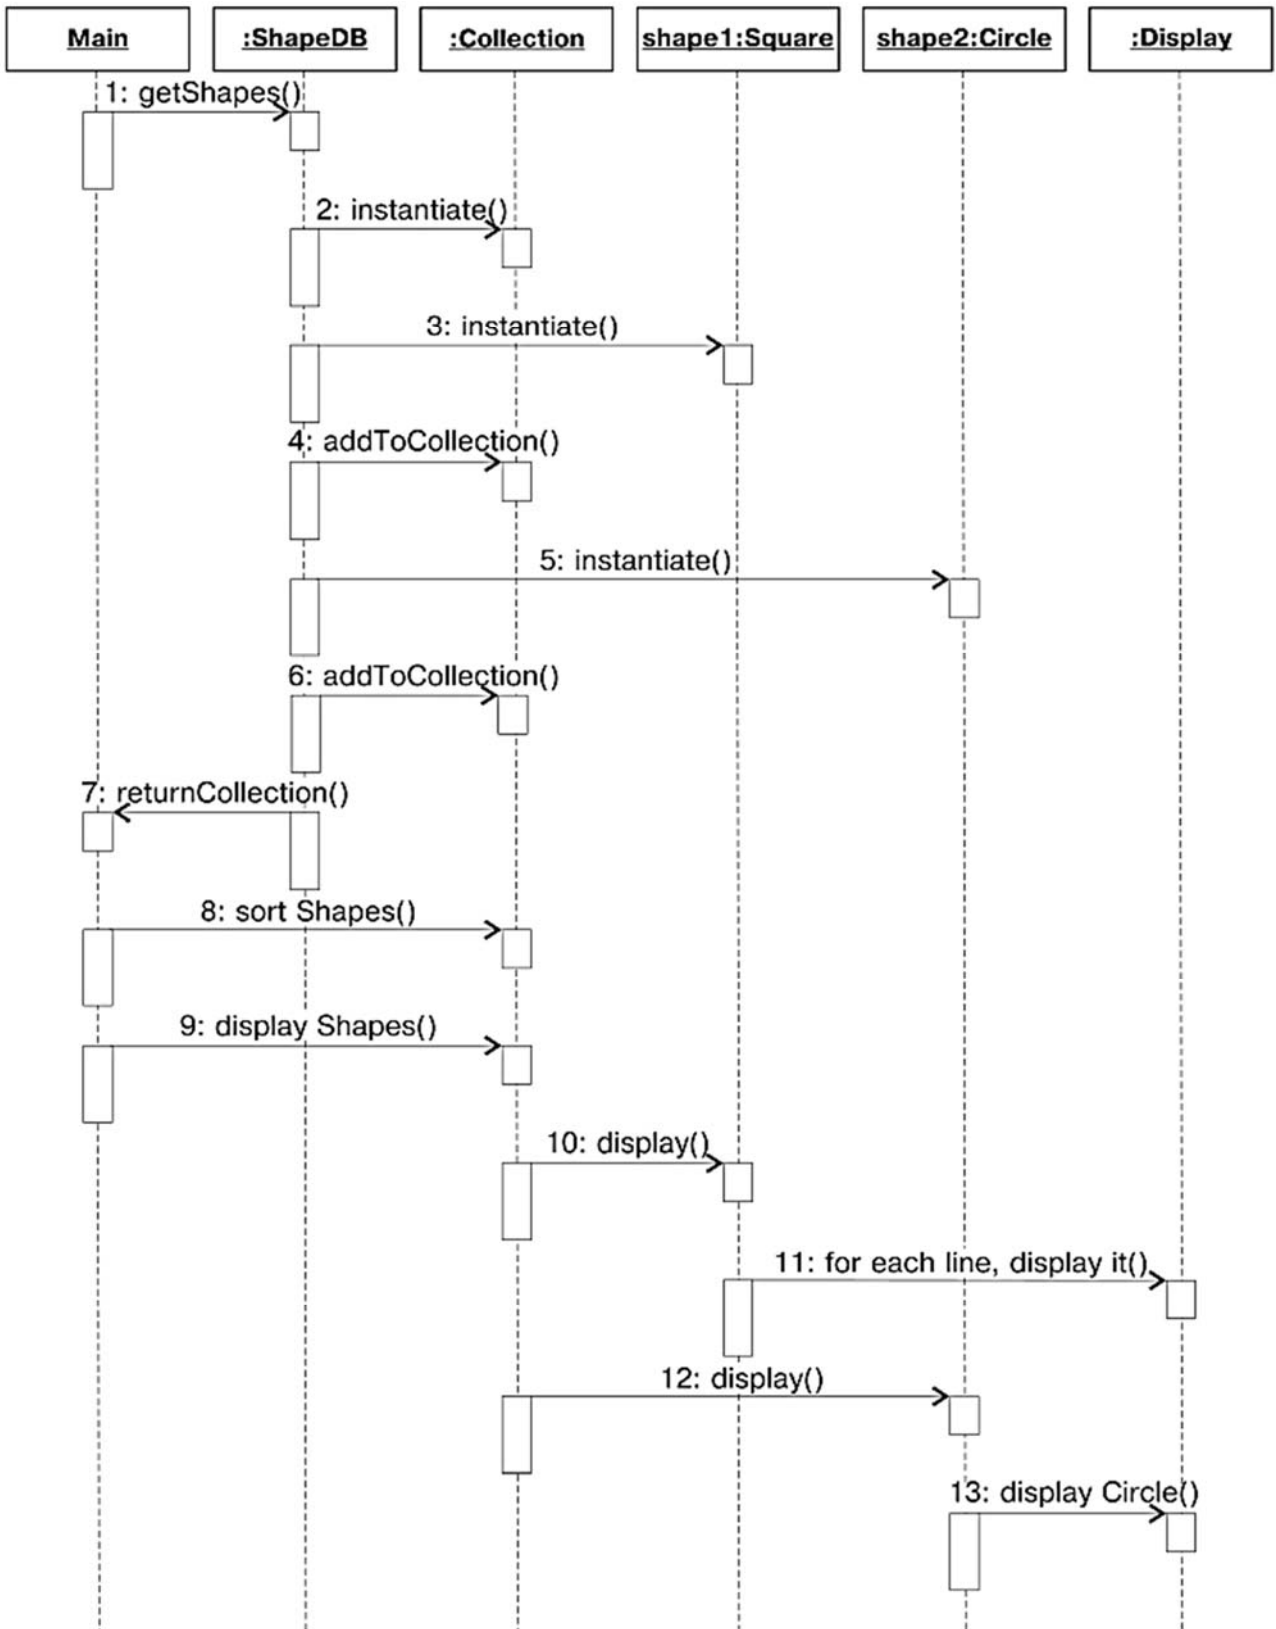 Main
:ShapeDB
:Collection
shape1:Square
shape2:Circle
:Display
1: getShapes()
2: instantiate()
3: instantiate()
4: addToCollection()
5: instantiate()
6: addToCollection()
7: returnCollection()
8: sort Shapes()
9: display Shapes()
10: display()
11: for each line, display it()
12: display()
13: display Circle()